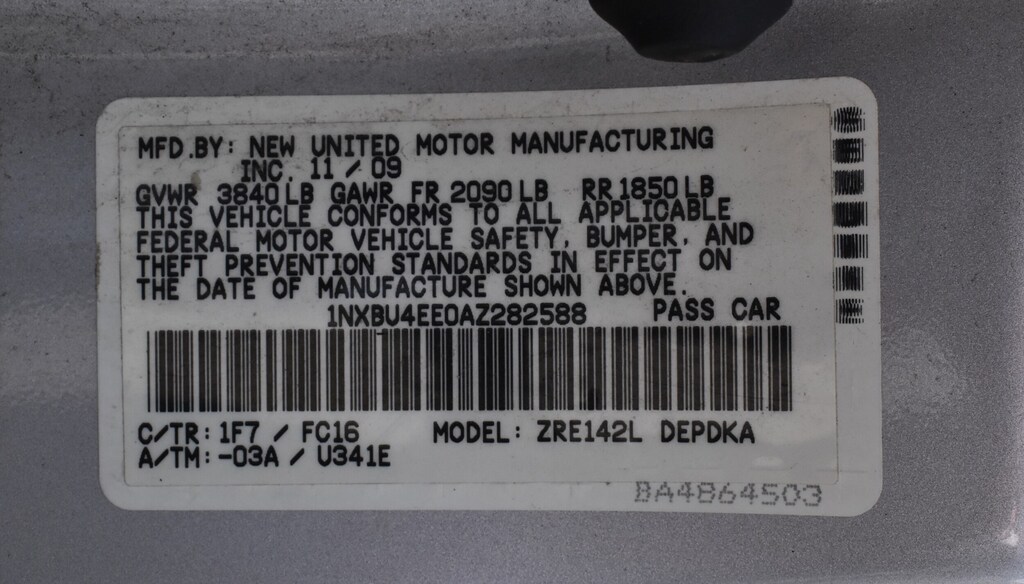 MFD.BY: NEW UNITED MOTOR MANUFACTURING
INC. 11 / 09
GVWR 3840 LB GAWR FR 2090 LB RR 1850 LB
THIS VEHICLE CONFORMS TO ALL APPLICABLE
FEDERAL MOTOR VEHICLE SAFETY, BUMPER, AND
THEFT PREVENTION STANDARDS IN EFFECT ON
THE DATE OF MANUFACTURE SHOWN ABOVE.
1NXBU4EE0AZ282588 PASS CAR
C/TR: 1F7 / FC16 MODEL: ZRE142L DEPDKA
A/TM: -03A / U341E
BA4864503